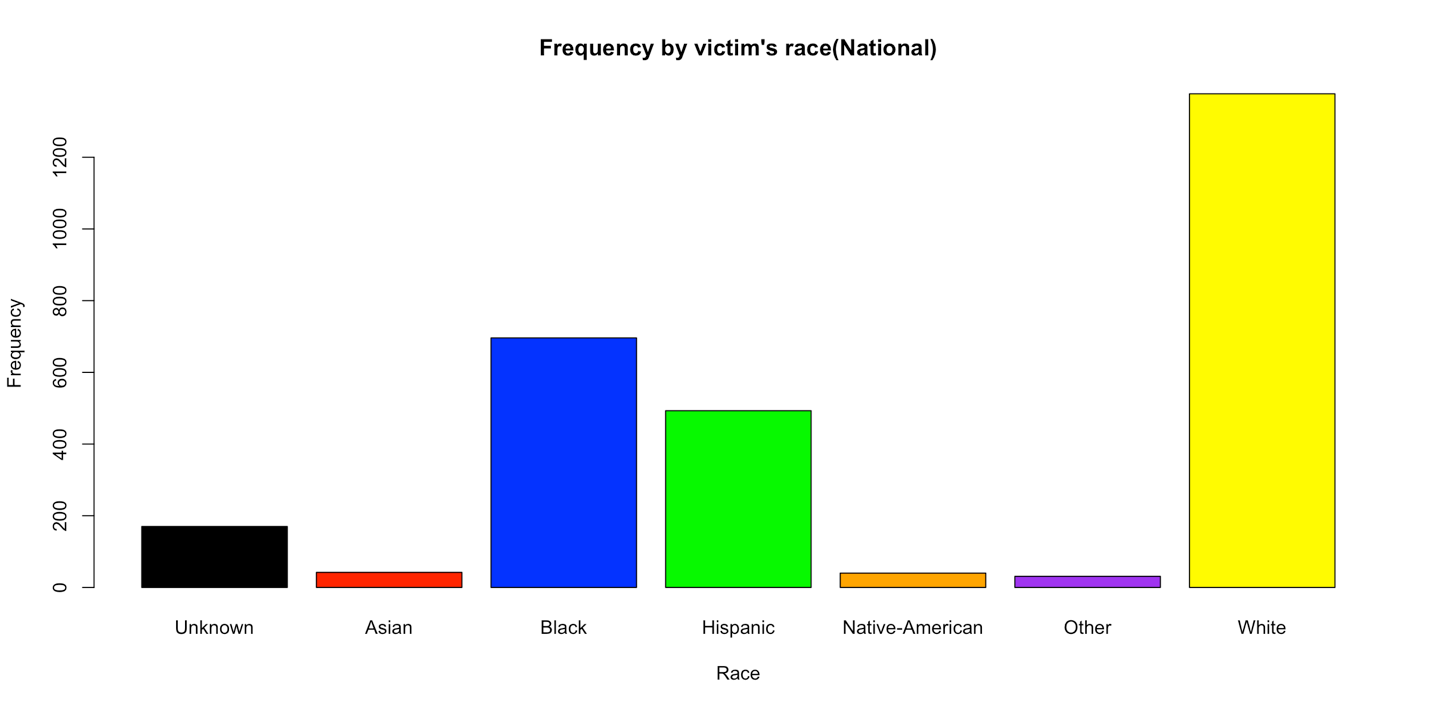 Frequency by victim's race(National)
Frequency
1200
1000
800
600
400
200
0
Unknown Asian Black Hispanic Native-American Other White
Race